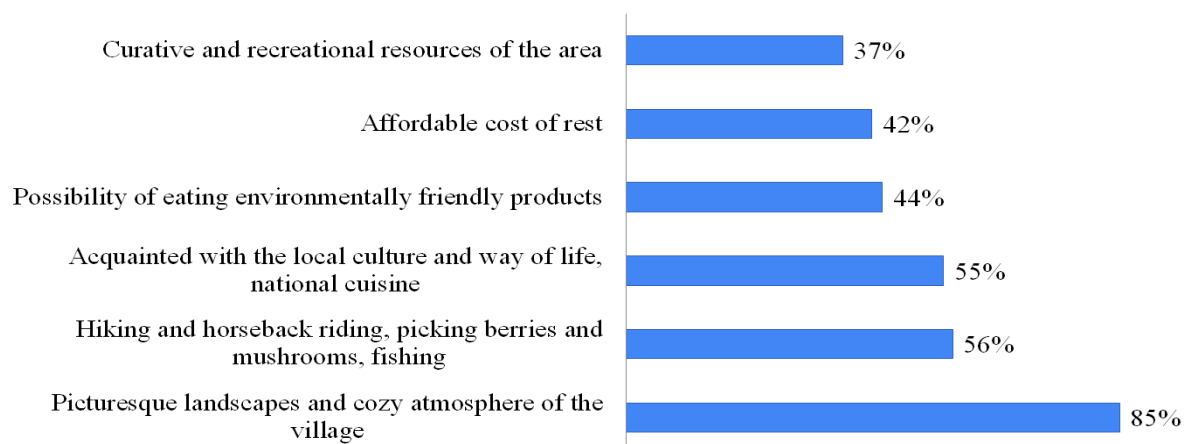 Curative and recreational resources of the area
37%
Affordable cost of rest
42%
Possibility of eating environmentally friendly products
44%
Acquainted with the local culture and way of life,
national cuisine
55%
Hiking and horseback riding, picking berries and
mushrooms, fishing
56%
Picturesque landscapes and cozy atmosphere of the
village
85%